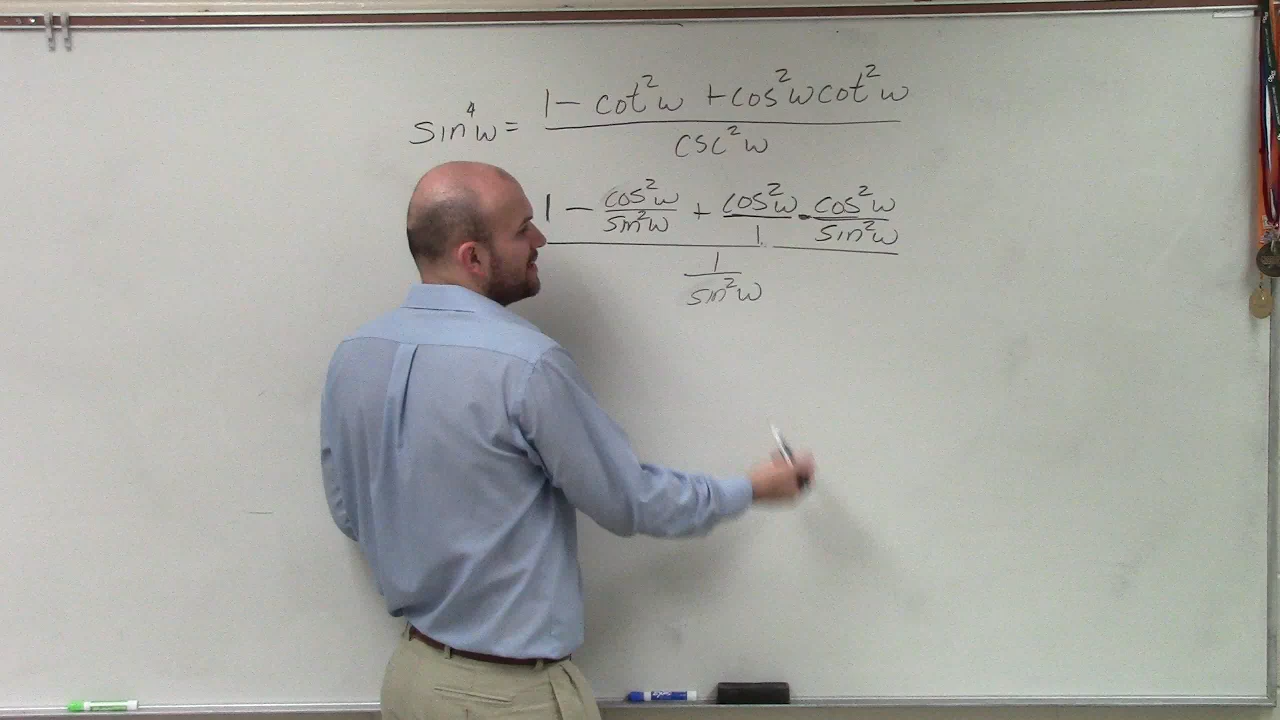 sin⁴w = (1 - cot²w + cos²w cot²w) / (csc²w)
(1 - cos²w/sin²w + cos²w/1 · cos²w/sin²w) / (1/sin²w)